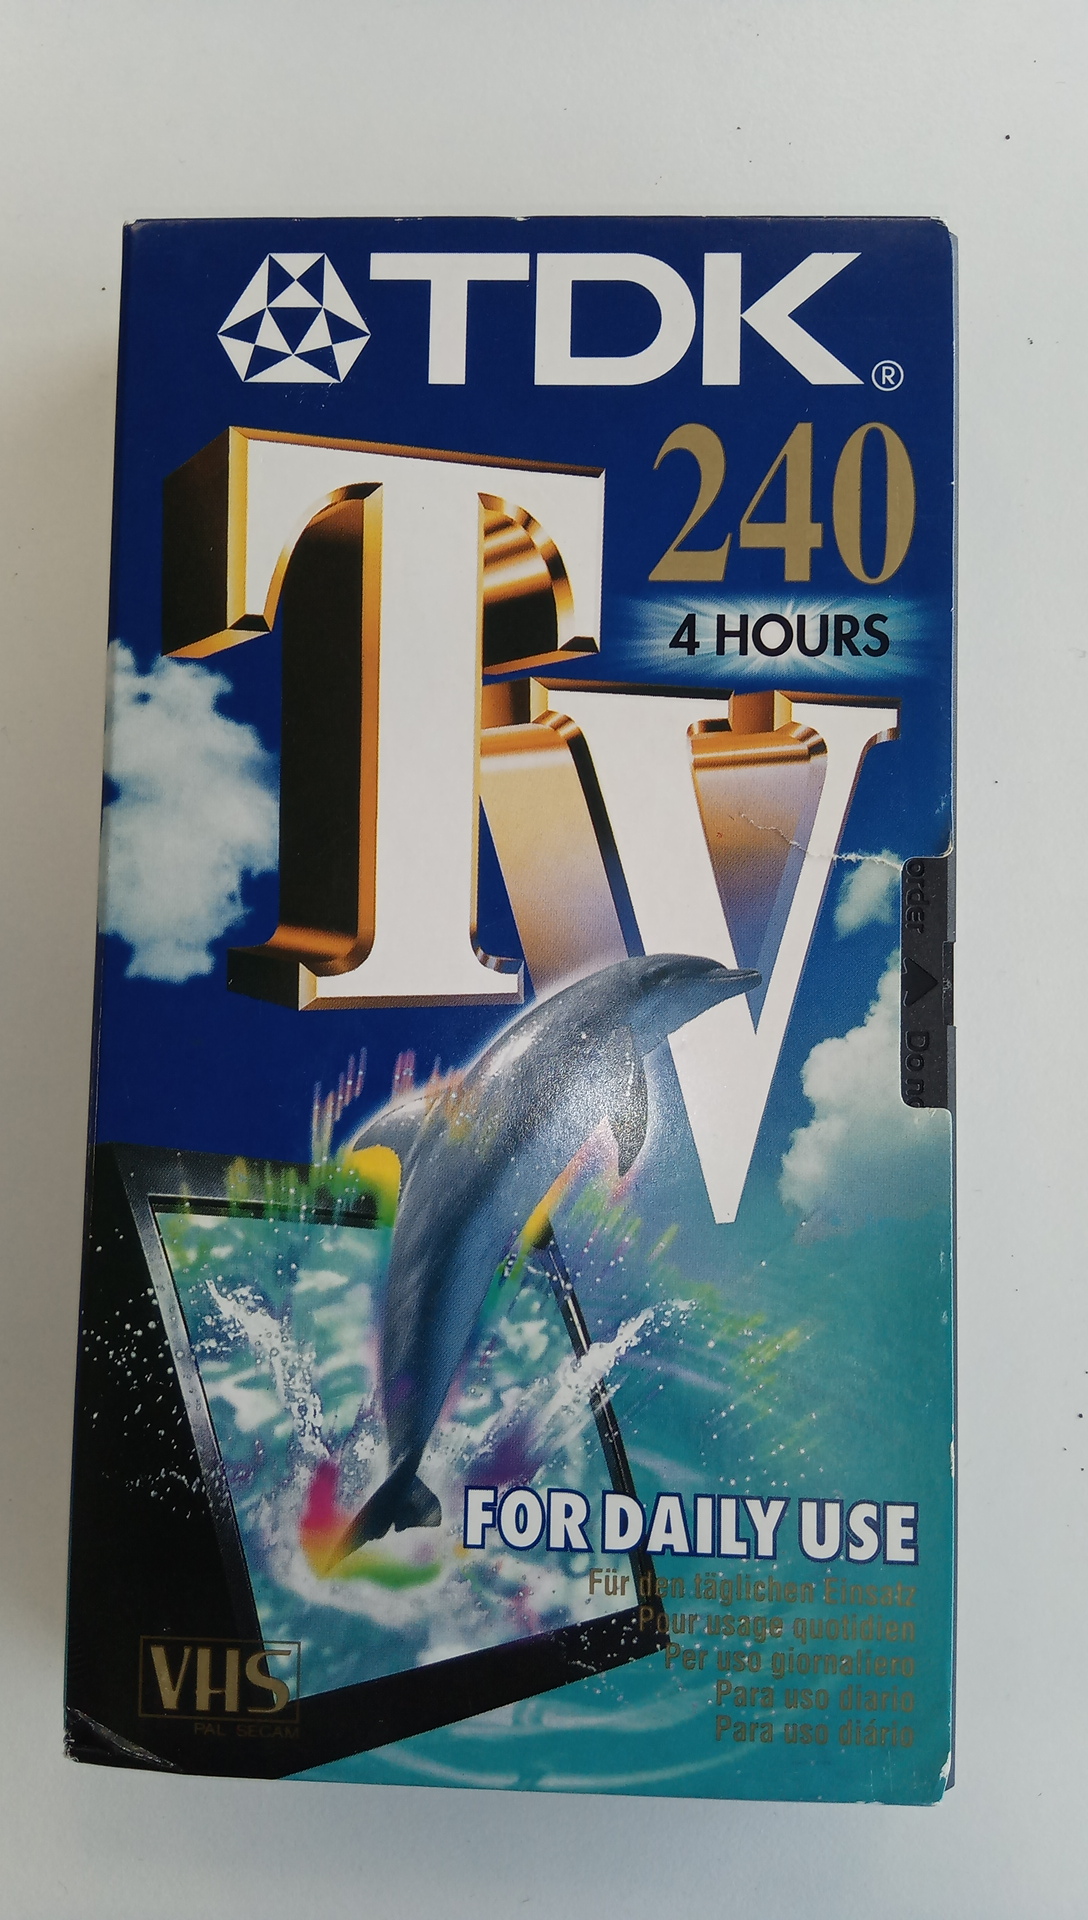 TDK®
240
4 HOURS
TV
order
Do no
FOR DAILY USE
Für den täglichen Einsatz
Pour usage quotidien
Per uso giornaliero
Para uso diario
Para uso diário
VHS
PAL SECAM